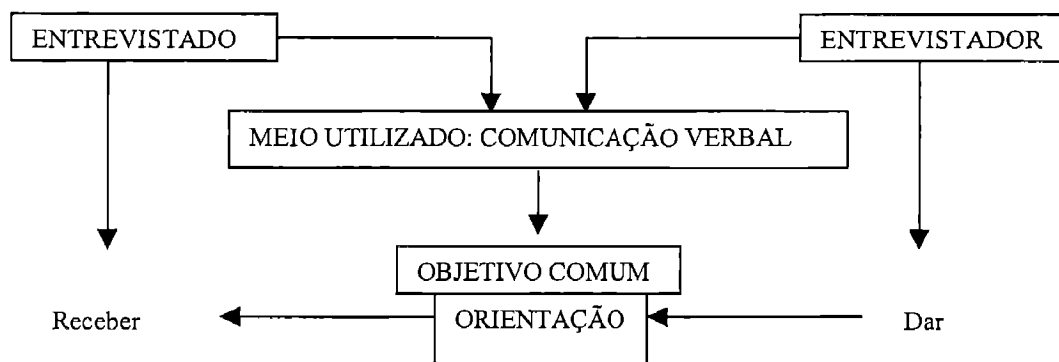 ENTREVISTADO
ENTREVISTADOR
MEIO UTILIZADO: COMUNICAÇÃO VERBAL
OBJETIVO COMUM
Receber
ORIENTAÇÃO
Dar